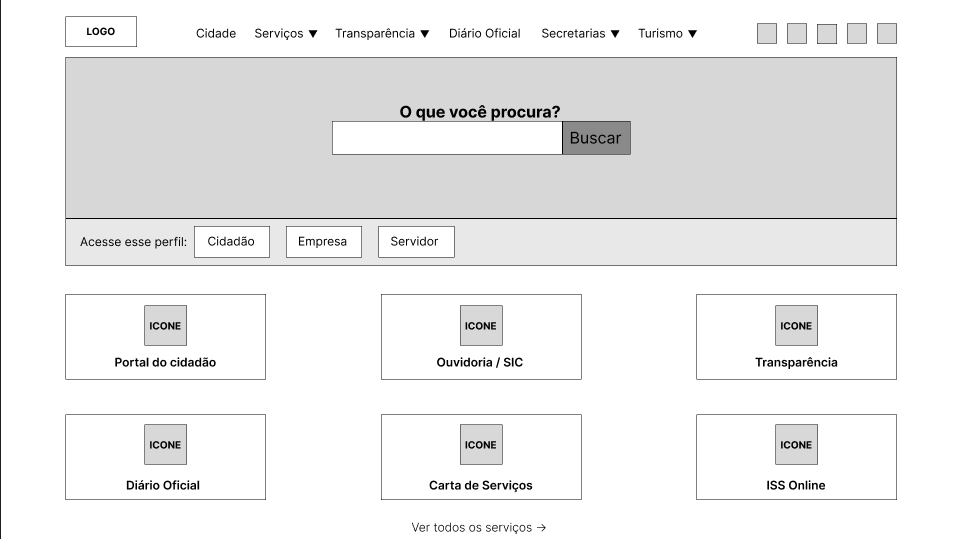 LOGO
Cidade Serviços ▼ Transparência ▼ Diário Oficial Secretarias ▼ Turismo ▼
O que você procura?
Buscar
Acesse esse perfil: Cidadão Empresa Servidor
ICONE ICONE ICONE
Portal do cidadão Ouvidoria / SIC Transparência
ICONE ICONE ICONE
Diário Oficial Carta de Serviços ISS Online
Ver todos os serviços →